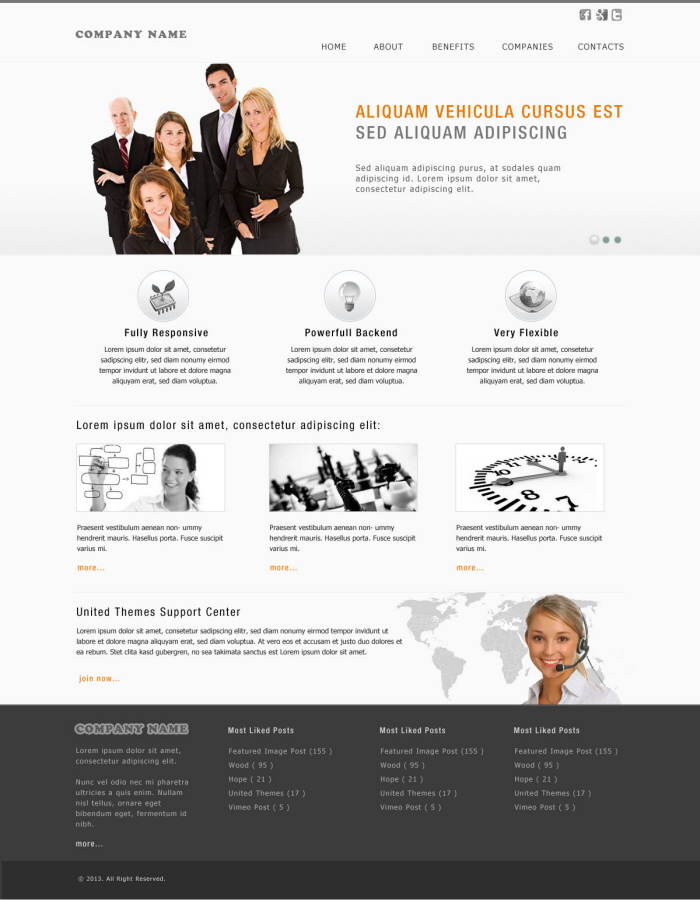 COMPANY NAME
HOME ABOUT BENEFITS COMPANIES CONTACTS
ALIQUAM VEHICULA CURSUS EST
SED ALIQUAM ADIPISCING
Sed aliquam adipiscing purus, at sodales quam
adipiscing id. Lorem ipsum dolor sit amet,
consectetur adipiscing elit.
Fully Responsive
Lorem ipsum dolor sit amet, consetetur
sadipscing elitr, sed diam nonumy eirmod
tempor invidunt ut labore et dolore magna
aliquyam erat, sed diam voluptua.
Powerfull Backend
Lorem ipsum dolor sit amet, consetetur
sadipscing elitr, sed diam nonumy eirmod
tempor invidunt ut labore et dolore magna
aliquyam erat, sed diam voluptua.
Very Flexible
Lorem ipsum dolor sit amet, consetetur
sadipscing elitr, sed diam nonumy eirmod
tempor invidunt ut labore et dolore magna
aliquyam erat, sed diam voluptua.
Lorem ipsum dolor sit amet, consectetur adipiscing elit:
10
9
8
7
Praesent vestibulum aenean non- ummy
hendrerit mauris. Hasellus porta. Fusce suscipit
varius mi.
more...
Praesent vestibulum aenean non- ummy
hendrerit mauris. Hasellus porta. Fusce suscipit
varius mi.
more...
Praesent vestibulum aenean non- ummy
hendrerit mauris. Hasellus porta. Fusce suscipit
varius mi.
more...
United Themes Support Center
Lorem ipsum dolor sit amet, consetetur sadipscing elitr, sed diam nonumy eirmod tempor invidunt ut
labore et dolore magna aliquyam erat, sed diam voluptua. At vero eos et accusam et justo duo dolores et
ea rebum. Stet clita kasd gubergren, no sea takimata sanctus est Lorem ipsum dolor sit amet.
join now...
COMPANY NAME
Lorem ipsum dolor sit amet,
consectetur adipiscing elit.
Nunc vel odio nec mi pharetra
ultricies a quis enim. Nullam
nisl tellus, ornare eget
bibendum eget, fermentum id
nibh.
more...
Most Liked Posts
Featured Image Post (155 )
Wood ( 95 )
Hope ( 21 )
United Themes (17 )
Vimeo Post ( 5 )
Most Liked Posts
Featured Image Post (155 )
Wood ( 95 )
Hope ( 21 )
United Themes (17 )
Vimeo Post ( 5 )
Most Liked Posts
Featured Image Post (155 )
Wood ( 95 )
Hope ( 21 )
United Themes (17 )
Vimeo Post ( 5 )
© 2013. All Right Reserved.